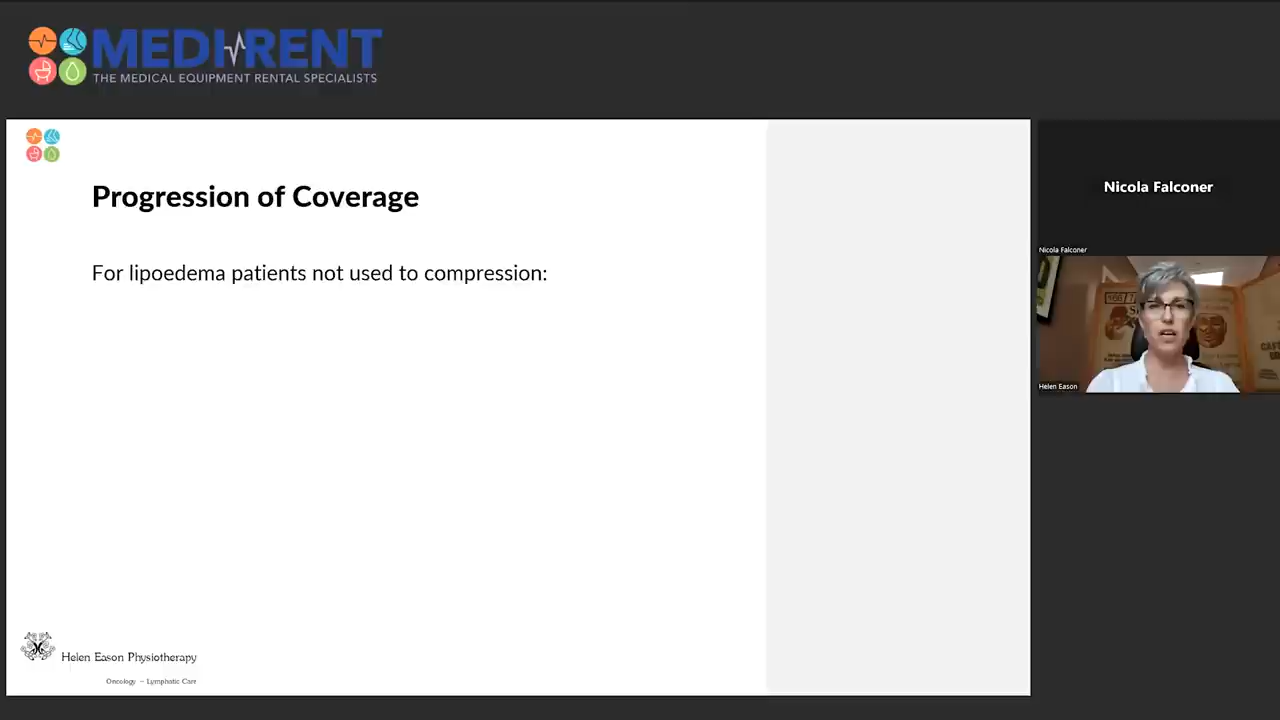 MEDI RENT
THE MEDICAL EQUIPMENT RENTAL SPECIALISTS
Progression of Coverage
For lipoedema patients not used to compression:
Helen Eason Physiotherapy
Oncology - Lymphatic Care
Nicola Falconer
Nicola Falconer
Helen Eason